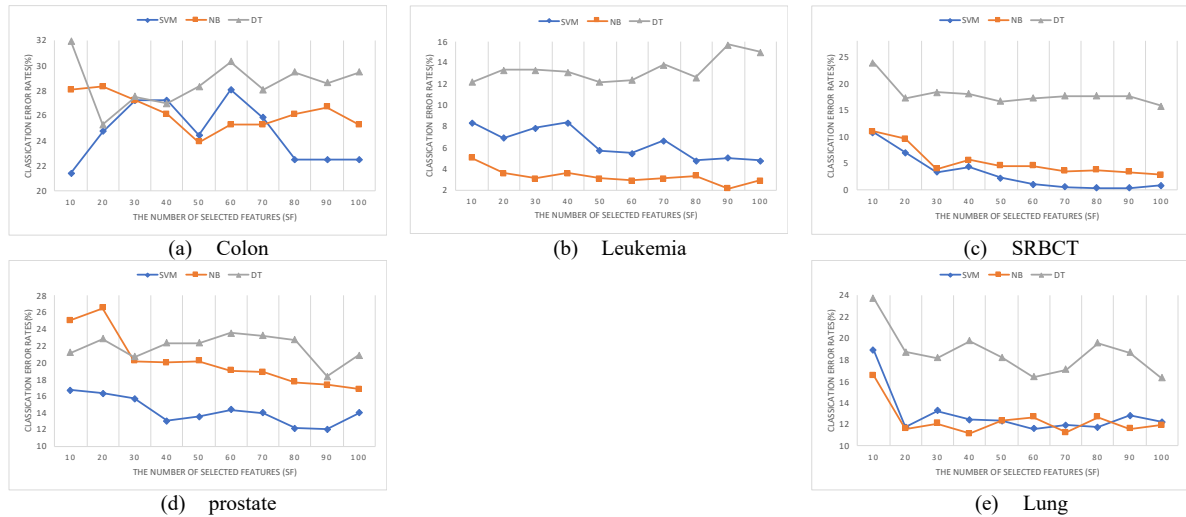 SVM NB DT
CLASSICATION ERROR RATES(%)
32
30
28
26
24
22
20
10 20 30 40 50 60 70 80 90 100
THE NUMBER OF SELECTED FEATURES (SF)
(a) Colon
SVM NB DT
CLASSIFICATION ERROR RATES(%)
16
14
12
10
8
6
4
2
10 20 30 40 50 60 70 80 90 100
THE NUMBER OF SELECTED FEATURES (SF)
(b) Leukemia
SVM NB DT
CLASSICATION ERROR RATES(%)
25
20
15
10
5
0
10 20 30 40 50 60 70 80 90 100
THE NUMBER OF SELECTED FEATURES (SF)
(c) SRBCT
SVM NB DT
CLASSICATION ERROR RATES(%)
28
26
24
22
20
18
16
14
12
10
10 20 30 40 50 60 70 80 90 100
THE NUMBER OF SELECTED FEATURES (SF)
(d) prostate
SVM NB DT
CLASSICATION ERROR RATES(%)
24
22
20
18
16
14
12
10
10 20 30 40 50 60 70 80 90 100
THE NUMBER OF SELECTED FEATURES (SF)
(e) Lung